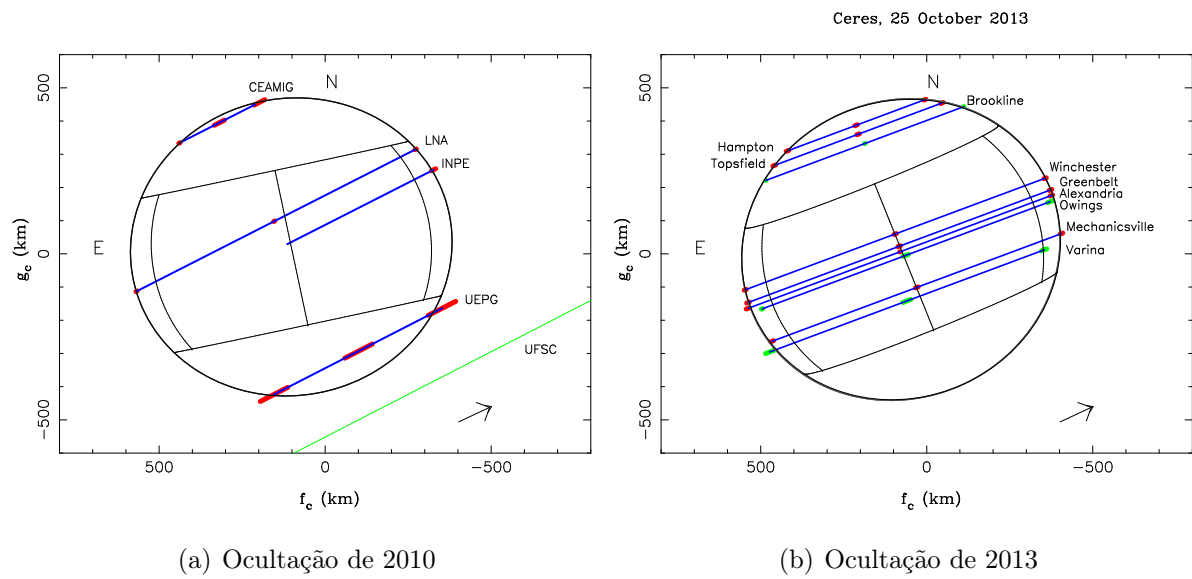 Ceres, 25 October 2013
N
CEAMIG
LNA
INPE
E
UEPG
UFSC
g_c (km)
500
0
−500
500
0
−500
f_c (km)
N
Brookline
Hampton
Topsfield
Winchester
Greenbelt
Alexandria
Owings
Mechanicsville
Varina
E
g_c (km)
500
0
−500
500
0
−500
f_c (km)
(a) Ocultação de 2010
(b) Ocultação de 2013